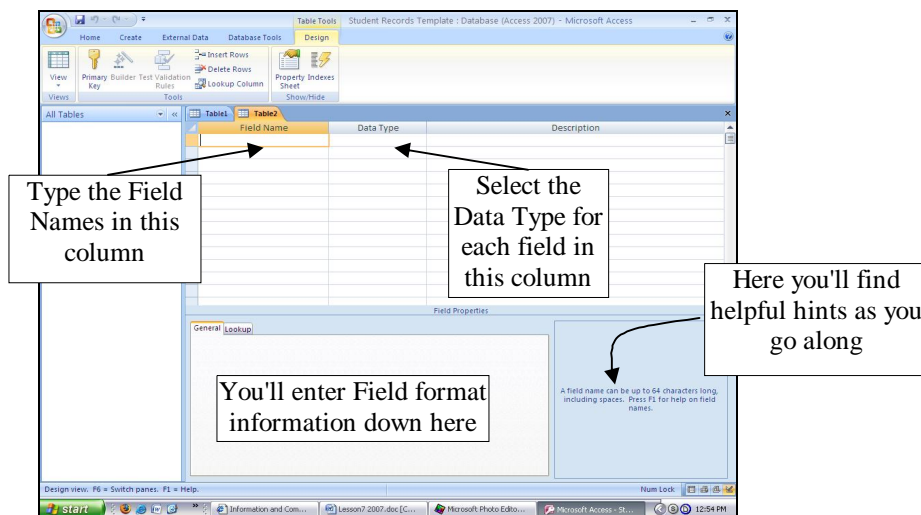 Table Tools
Student Records Template : Database (Access 2007) - Microsoft Access
Home Create External Data Database Tools Design
View
Primary Key
Builder
Test Validation Rules
Insert Rows
Delete Rows
Lookup Column
Property Sheet
Indexes
Views Tools Show/Hide
All Tables
Table1 Table2
Field Name Data Type Description
Type the Field
Names in this
column
Select the
Data Type for
each field in
this column
Here you'll find
helpful hints as you
go along
Field Properties
General Lookup
You'll enter Field format
information down here
A field name can be up to 64 characters long,
including spaces. Press F1 for help on field
names.
Design view. F6 = Switch panes. F1 = Help.
Num Lock
start
Information and Com...
Lesson7 2007.doc [C...
Microsoft Photo Edito...
Microsoft Access - St...
12:54 PM